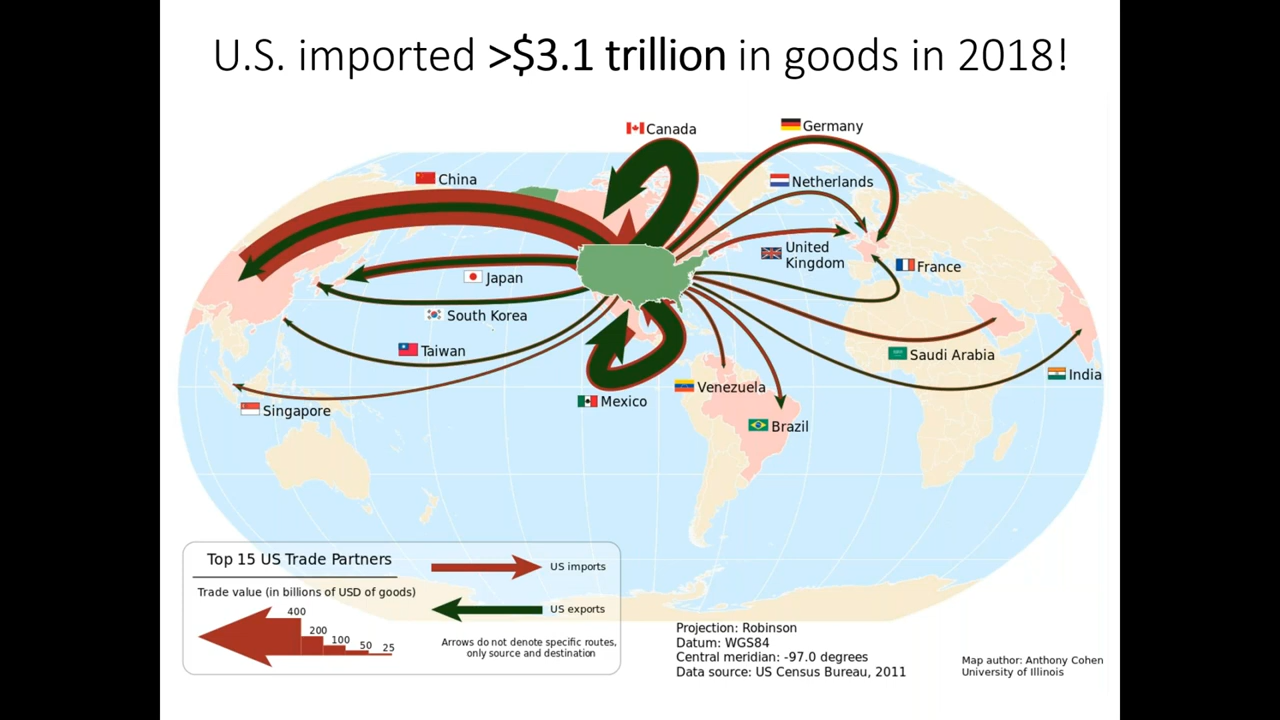 U.S. imported >$3.1 trillion in goods in 2018!
Canada
Germany
China
Netherlands
United
Kingdom
France
Japan
South Korea
Taiwan
Saudi Arabia
India
Venezuela
Mexico
Singapore
Brazil
Top 15 US Trade Partners
US imports
Trade value (in billions of USD of goods)
400
200
100
50
25
US exports
Arrows do not denote specific routes,
only source and destination
Projection: Robinson
Datum: WGS84
Central meridian: -97.0 degrees
Data source: US Census Bureau, 2011
Map author: Anthony Cohen
University of Illinois